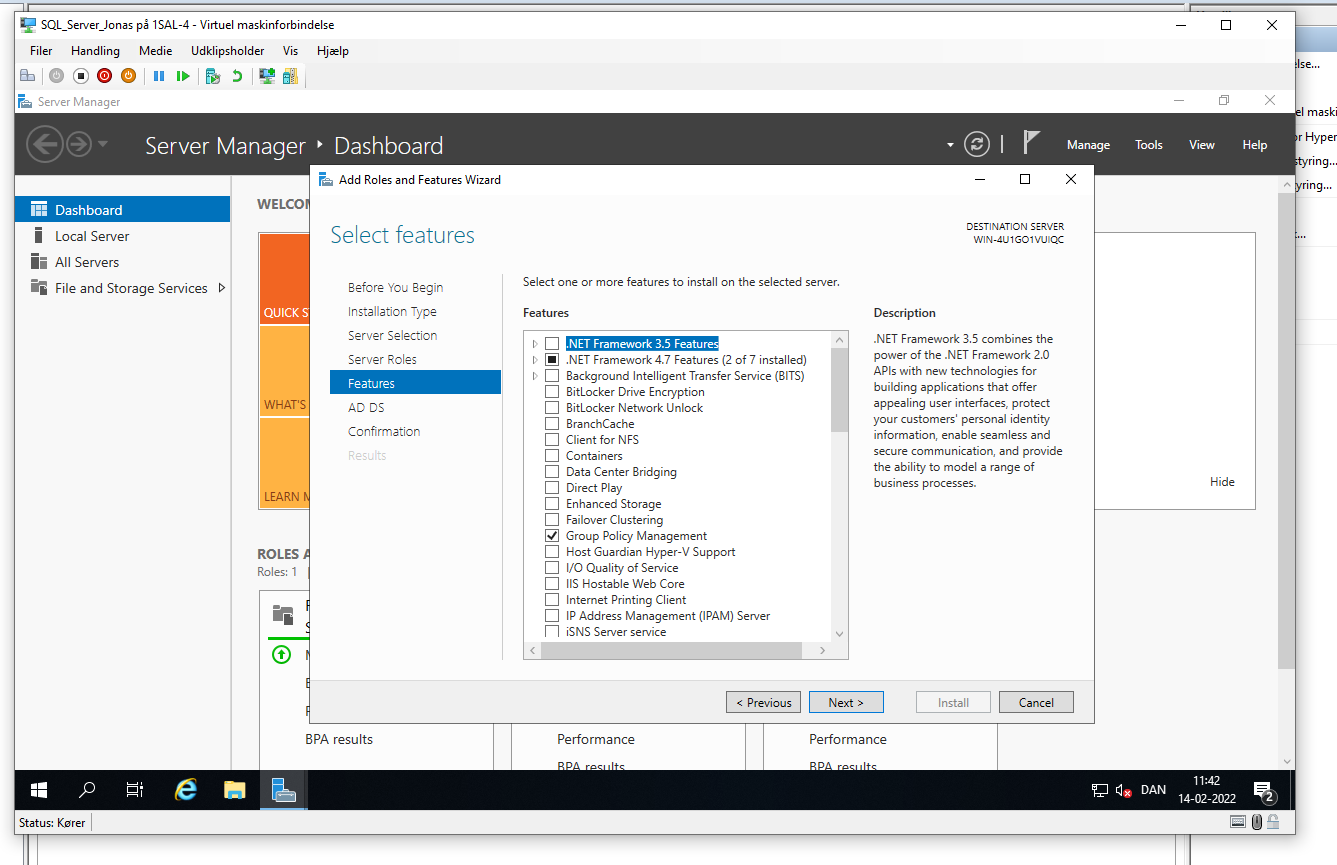 SQL_Server_Jonas på 1SAL-4 - Virtuel maskinforbindelse
Filer Handling Medie Udklipsholder Vis Hjælp
Server Manager
Server Manager Dashboard
Manage Tools View Help
Dashboard
Local Server
All Servers
File and Storage Services
QUICK
WHAT'S
LEARN
ROLES
Roles: 1
BPA results
Add Roles and Features Wizard
Select features
DESTINATION SERVER
WIN-4U1GO1VUIQC
Before You Begin
Installation Type
Server Selection
Server Roles
Features
AD DS
Confirmation
Results
Select one or more features to install on the selected server.
Features
.NET Framework 3.5 Features
.NET Framework 4.7 Features (2 of 7 installed)
Background Intelligent Transfer Service (BITS)
BitLocker Drive Encryption
BitLocker Network Unlock
BranchCache
Client for NFS
Containers
Data Center Bridging
Direct Play
Enhanced Storage
Failover Clustering
Group Policy Management
Host Guardian Hyper-V Support
I/O Quality of Service
IIS Hostable Web Core
Internet Printing Client
IP Address Management (IPAM) Server
iSNS Server service
Description
.NET Framework 3.5 combines the
power of the .NET Framework 2.0
APIs with new technologies for
building applications that offer
appealing user interfaces, protect
your customers' personal identity
information, enable seamless and
secure communication, and provide
the ability to model a range of
business processes.
< Previous Next > Install Cancel
Hide
Performance
BPA results
Performance
BPA results
DAN
11:42
14-02-2022
2
Status: Kører